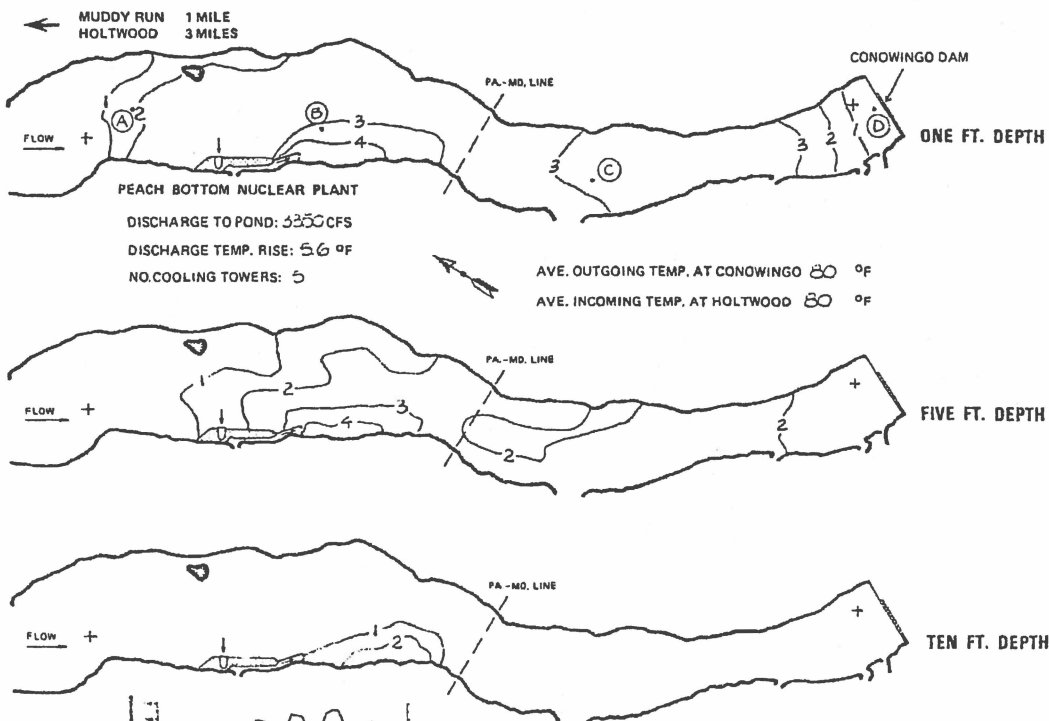 MUDDY RUN 1 MILE
HOLTWOOD 3 MILES
CONOWINGO DAM
PA.-MD. LINE
1
2
A
B
3
4
3
C
3
2
1
D
FLOW
ONE FT. DEPTH
PEACH BOTTOM NUCLEAR PLANT
DISCHARGE TO POND: 3350 CFS
DISCHARGE TEMP. RISE: 5.6 °F
NO. COOLING TOWERS: 5
AVE. OUTGOING TEMP. AT CONOWINGO 80 °F
AVE. INCOMING TEMP. AT HOLTWOOD 80 °F
PA.-MD. LINE
1
2
3
4
2
2
FLOW
FIVE FT. DEPTH
PA-MD. LINE
1
2
FLOW
TEN FT. DEPTH